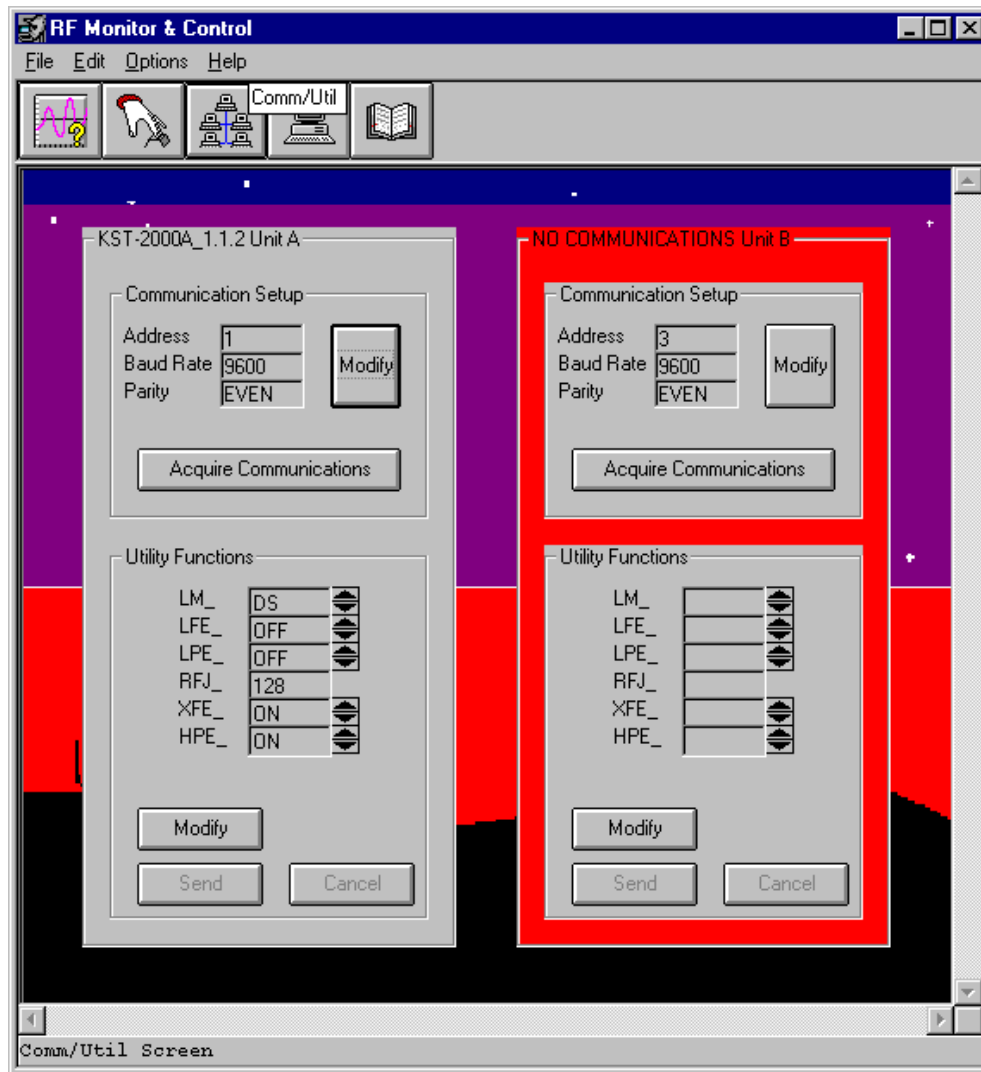 RF Monitor & Control
File Edit Options Help
Comm/Util
KST-2000A_1.1.2 Unit A
Communication Setup
Address 1
Baud Rate 9600
Parity EVEN
Modify
Acquire Communications
Utility Functions
LM_ DS
LFE_ OFF
LPE_ OFF
RFJ_ 128
XFE_ ON
HPE_ ON
Modify
Send Cancel
NO COMMUNICATIONS Unit B
Communication Setup
Address 3
Baud Rate 9600
Parity EVEN
Modify
Acquire Communications
Utility Functions
LM_
LFE_
LPE_
RFJ_
XFE_
HPE_
Modify
Send Cancel
Comm/Util Screen